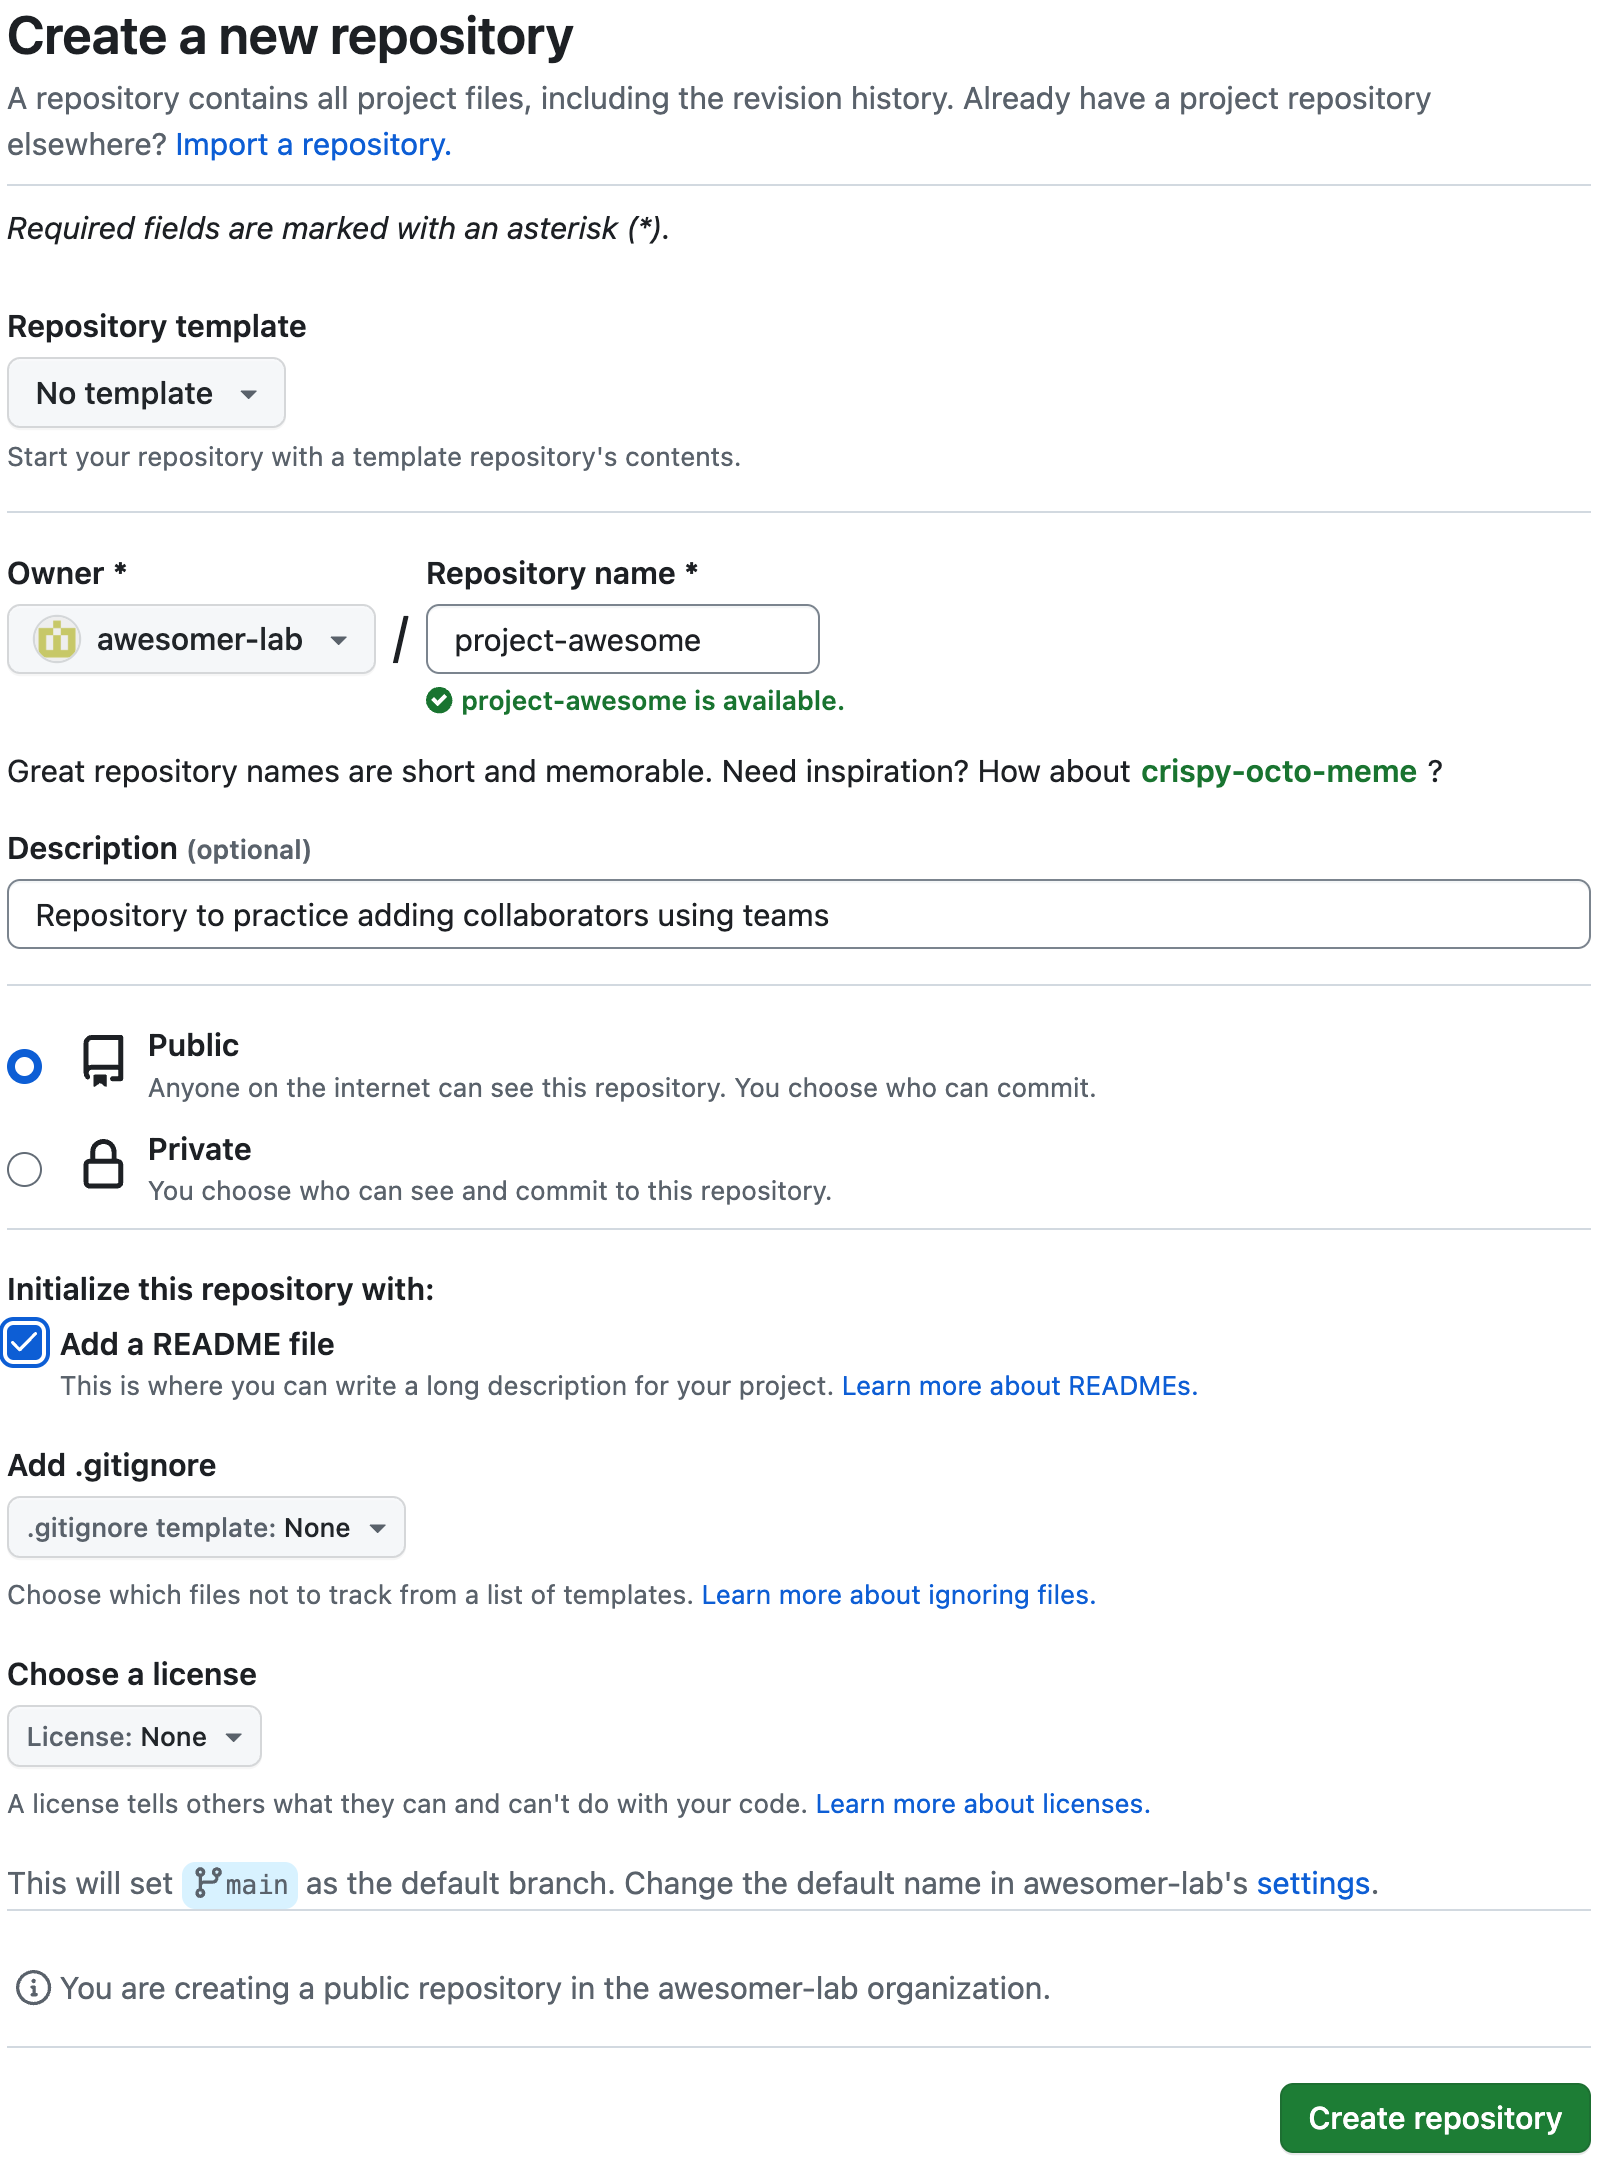 Create a new repository
A repository contains all project files, including the revision history. Already have a project repository
elsewhere? Import a repository.
Required fields are marked with an asterisk (*).
Repository template
No template
Start your repository with a template repository's contents.
Owner *
Repository name *
awesomer-lab
/
project-awesome
project-awesome is available.
Great repository names are short and memorable. Need inspiration? How about crispy-octo-meme ?
Description (optional)
Repository to practice adding collaborators using teams
Public
Anyone on the internet can see this repository. You choose who can commit.
Private
You choose who can see and commit to this repository.
Initialize this repository with:
Add a README file
This is where you can write a long description for your project. Learn more about READMEs.
Add .gitignore
.gitignore template: None
Choose which files not to track from a list of templates. Learn more about ignoring files.
Choose a license
License: None
A license tells others what they can and can't do with your code. Learn more about licenses.
This will set main as the default branch. Change the default name in awesomer-lab's settings.
You are creating a public repository in the awesomer-lab organization.
Create repository